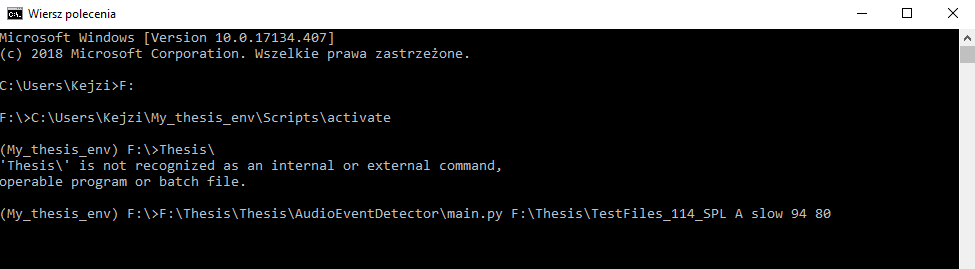 Wiersz polecenia
Microsoft Windows [Version 10.0.17134.407]
(c) 2018 Microsoft Corporation. Wszelkie prawa zastrzeżone.
C:\Users\Kejzi>F:
F:\>C:\Users\Kejzi\My_thesis_env\Scripts\activate
(My_thesis_env) F:\>Thesis\
'Thesis\' is not recognized as an internal or external command,
operable program or batch file.
(My_thesis_env) F:\>F:\Thesis\Thesis\AudioEventDetector\main.py F:\Thesis\TestFiles_114_SPL A slow 94 80